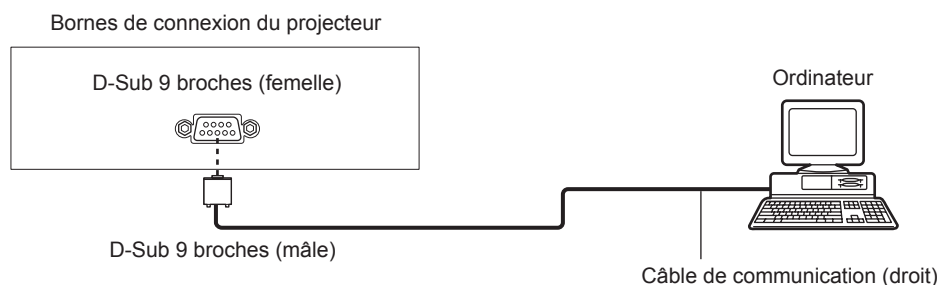 Bornes de connexion du projecteur
D-Sub 9 broches (femelle)
Ordinateur
D-Sub 9 broches (mâle)
Câble de communication (droit)